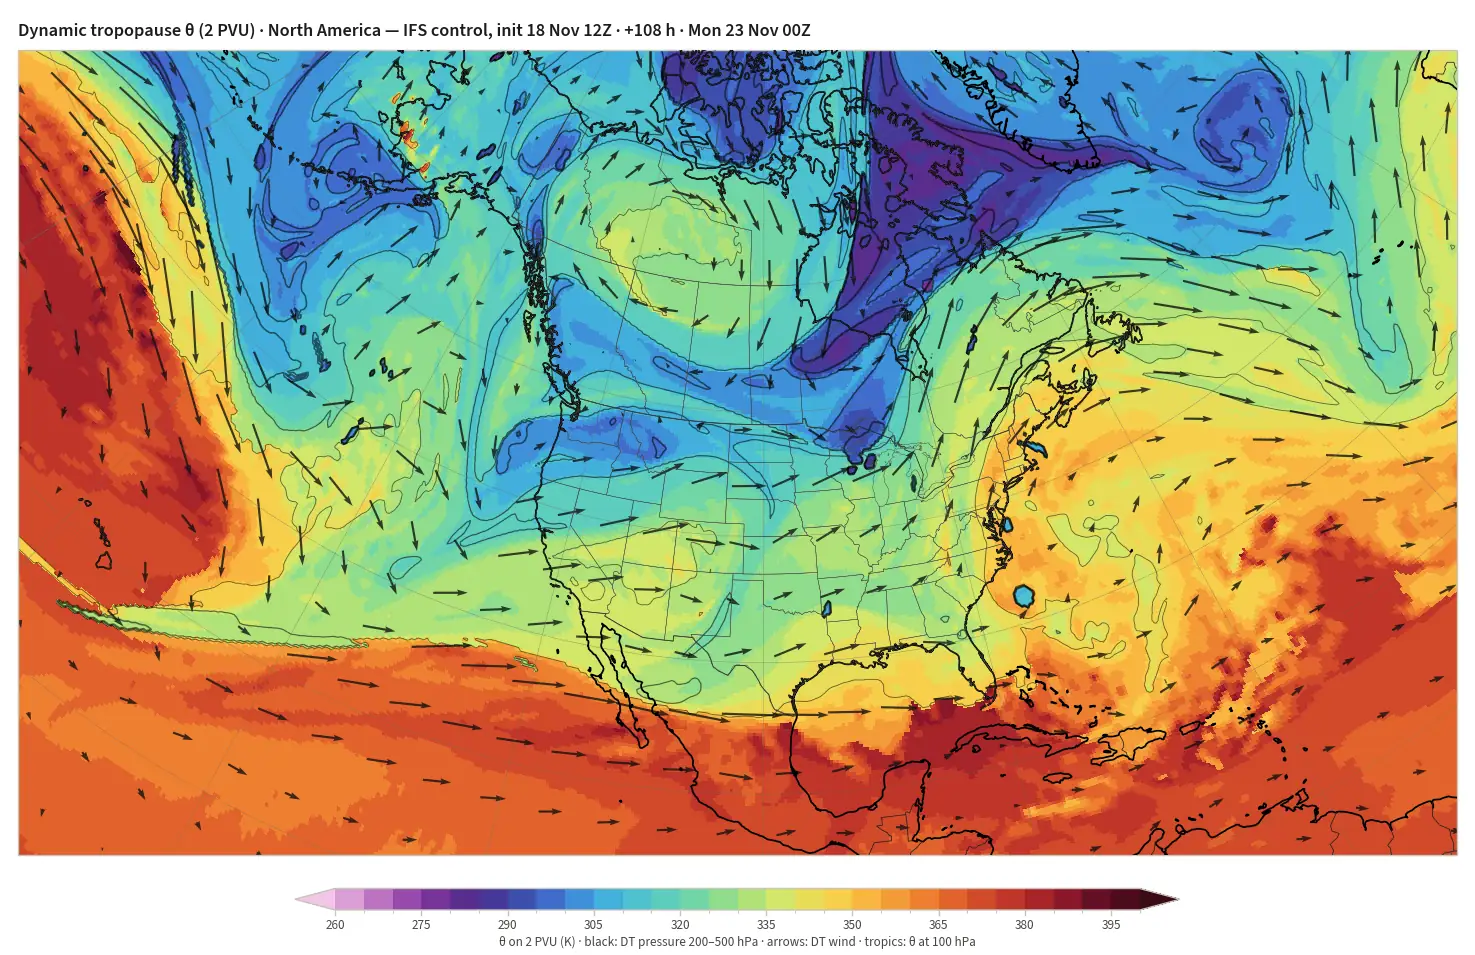 Dynamic tropopause θ (2 PVU) · North America — IFS control, init 18 Nov 12Z · +108 h · Mon 23 Nov 00Z
260 275 290 305 320 335 350 365 380 395
θ on 2 PVU (K) · black: DT pressure 200–500 hPa · arrows: DT wind · tropics: θ at 100 hPa